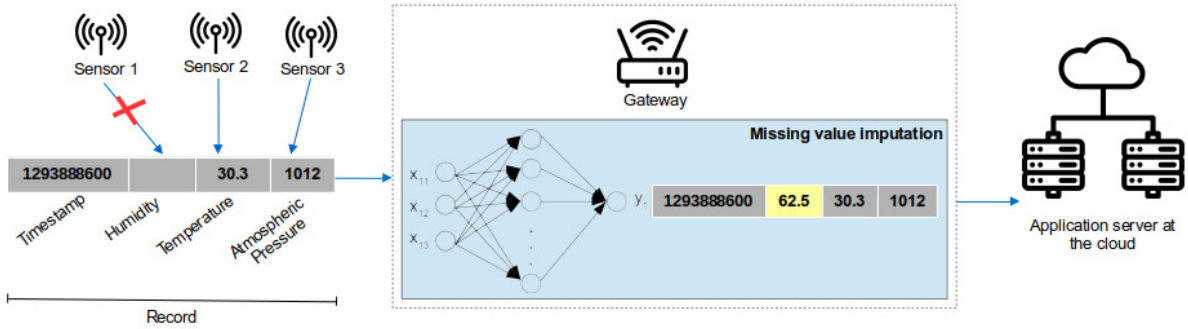 Sensor 1
Sensor 2
Sensor 3
1293888600 30.3 1012
Timestamp
Humidity
Temperature
Atmospheric
Pressure
Record
Gateway
Missing value imputation
x11
x12
x13
y1
1293888600 62.5 30.3 1012
Application server at
the cloud